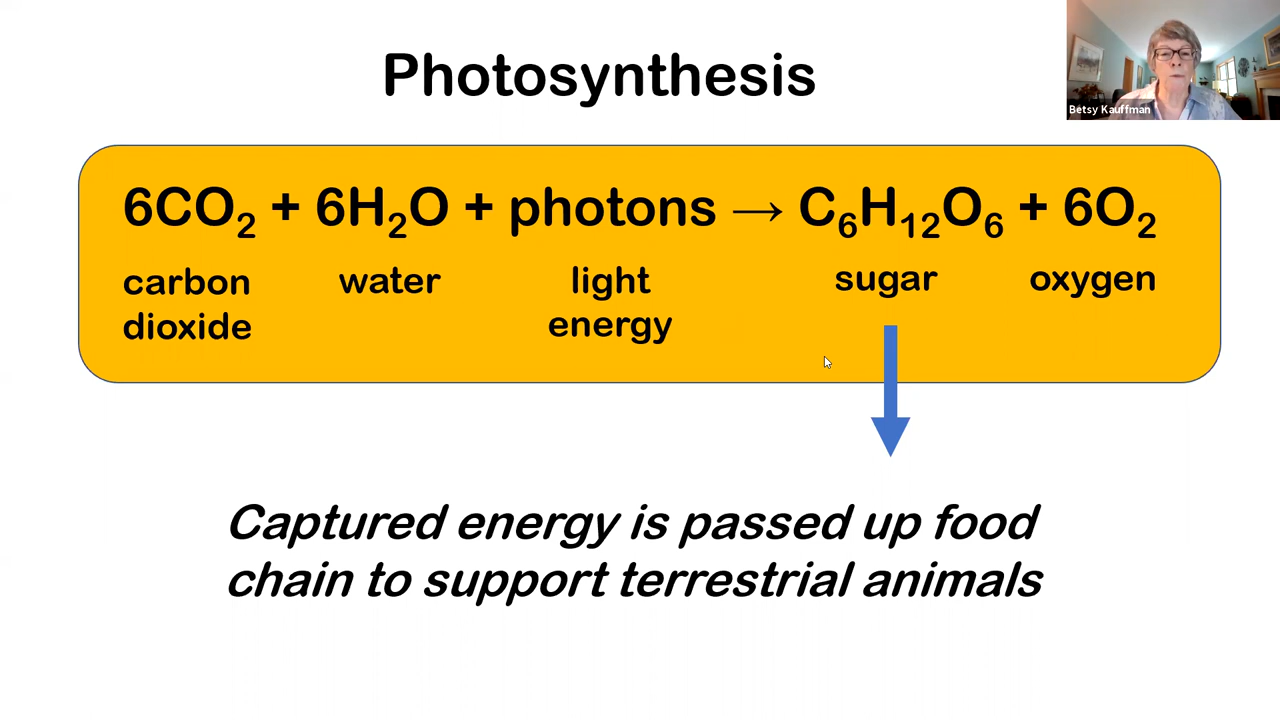 Photosynthesis
Betsy Kauffman
6CO₂ + 6H₂O + photons → C₆H₁₂O₆ + 6O₂
carbon dioxide
water
light energy
sugar
oxygen
Captured energy is passed up food
chain to support terrestrial animals